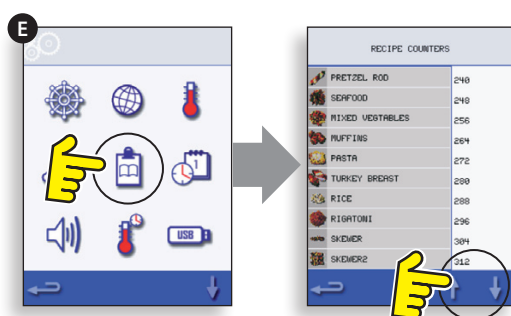 E
1
USB
RECIPE COUNTERS
PRETZEL ROD 240
SEAFOOD 248
MIXED VEGTABLES 256
MUFFINS 264
PASTA 272
TURKEY BREAST 280
RICE 288
RIGATONI 296
SKEWER 304
SKEWER2 312